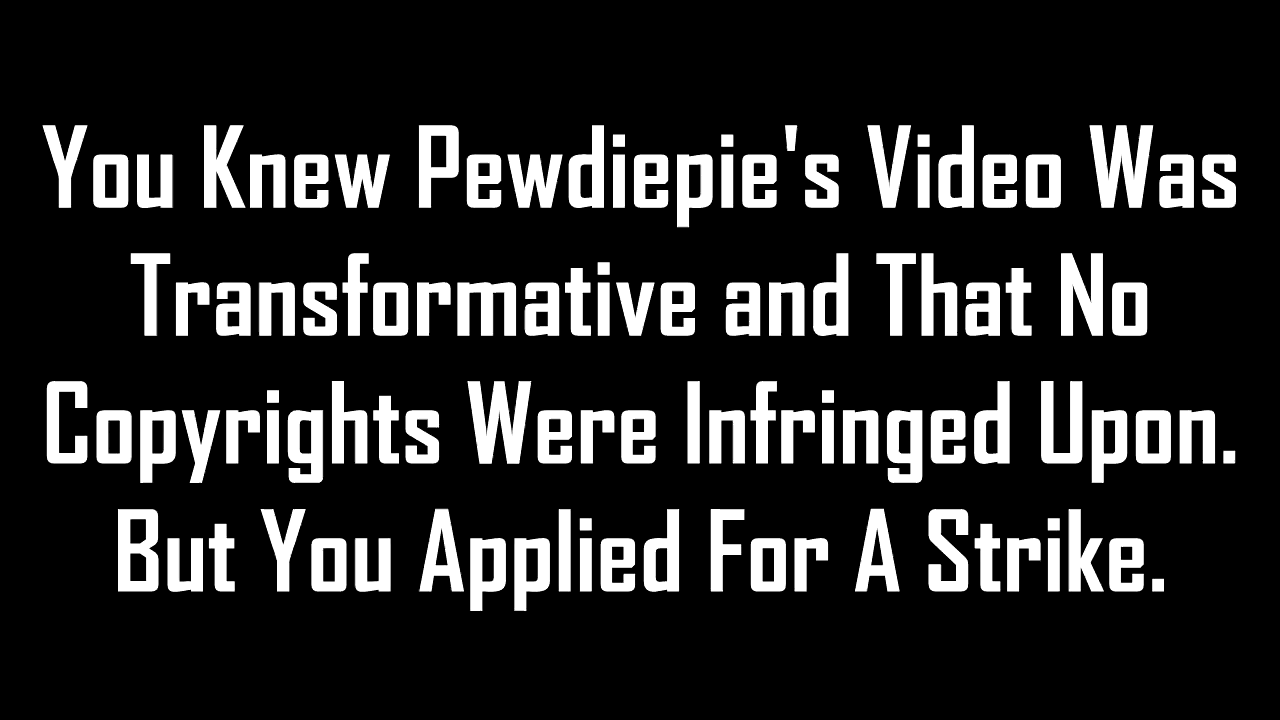 You Knew Pewdiepie's Video Was
Transformative and That No
Copyrights Were Infringed Upon.
But You Applied For A Strike.